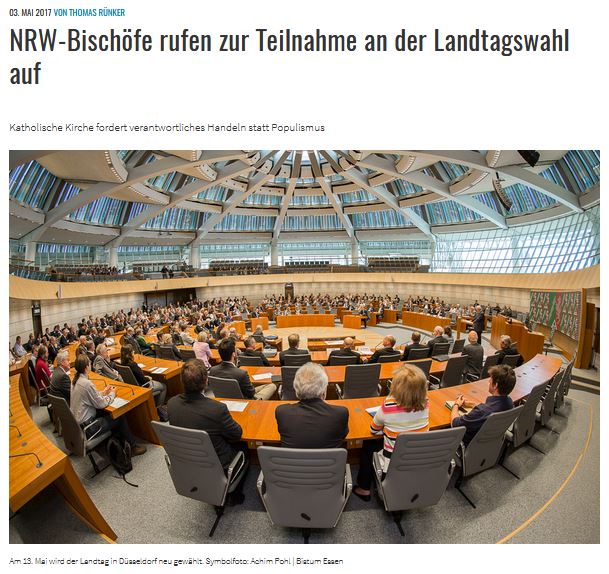 03. MAI 2017 VON THOMAS RÜNKER
NRW-Bischöfe rufen zur Teilnahme an der Landtagswahl
auf
Katholische Kirche fordert verantwortliches Handeln statt Populismus
Am 13. Mai wird der Landtag in Düsseldorf neu gewählt. Symbolfoto: Achim Pohl | Bistum Essen